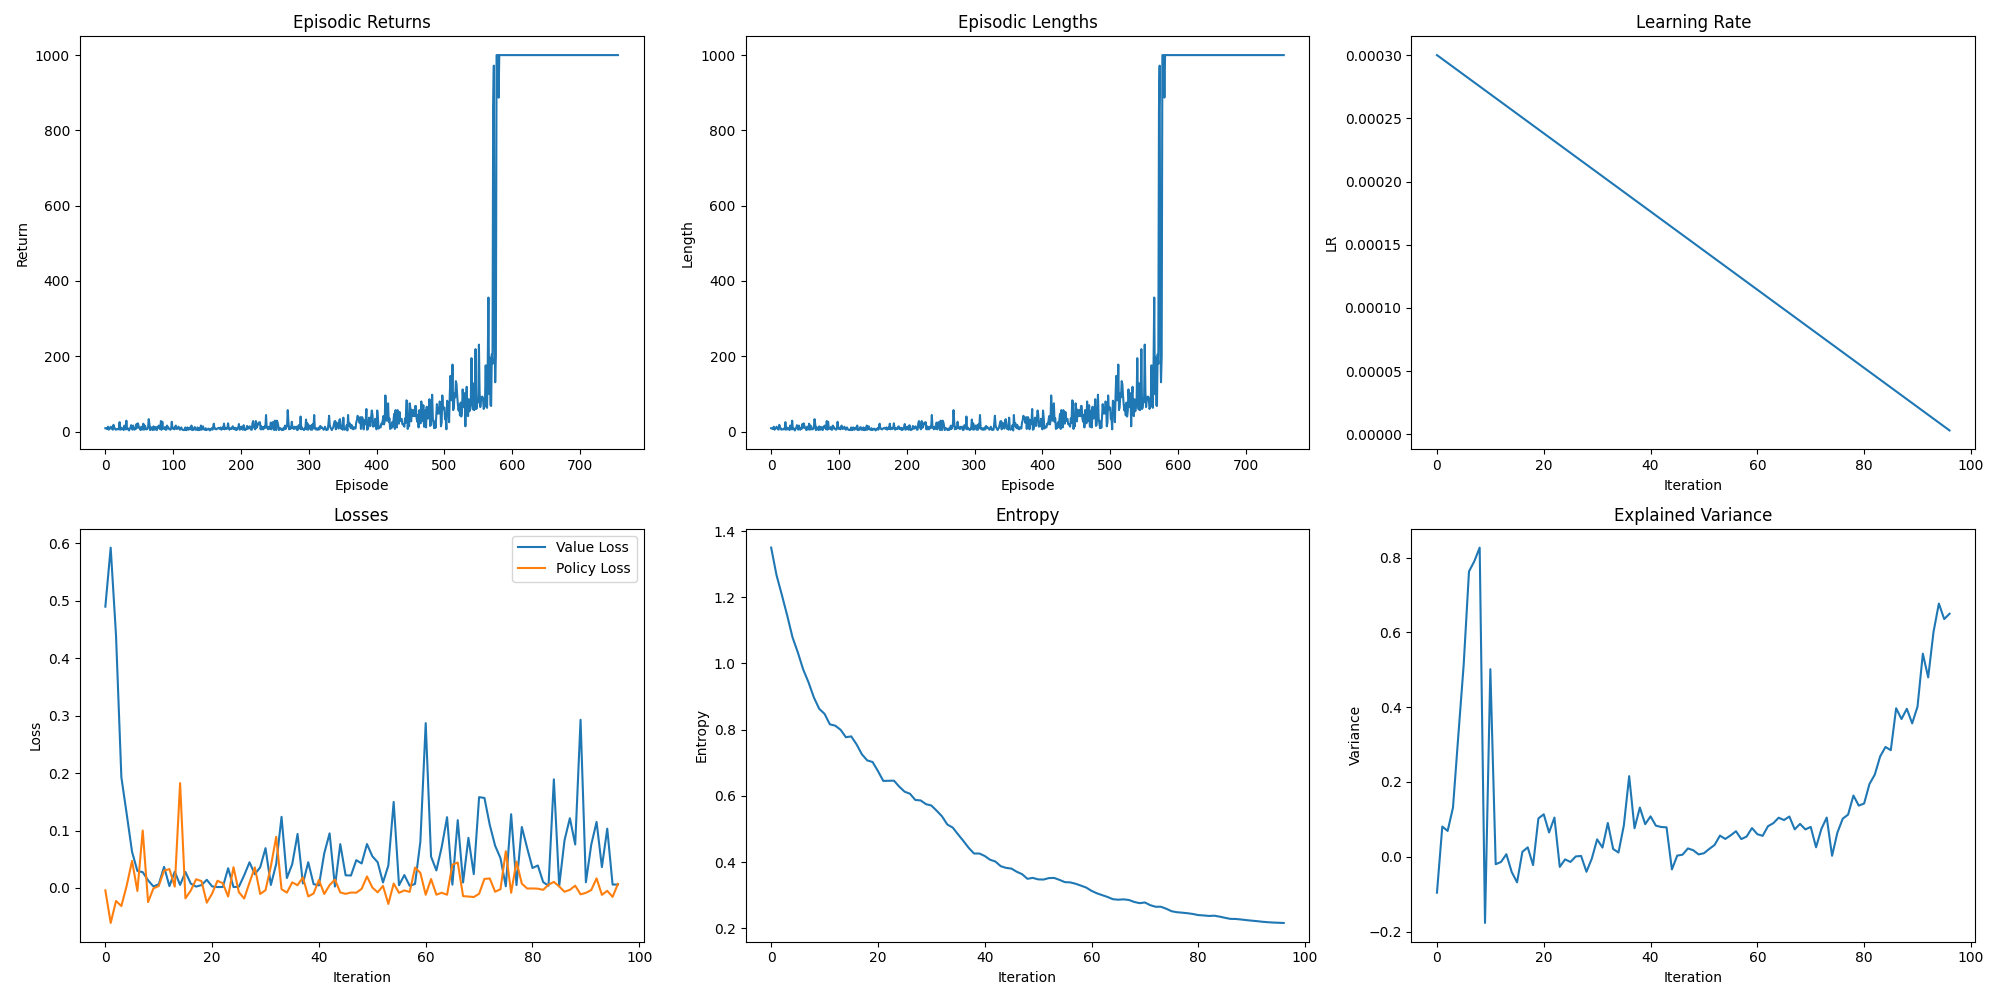 Episodic Returns
1000
800
600
400
200
0
Return
0 100 200 300 400 500 600 700
Episode
Episodic Lengths
1000
800
600
400
200
0
Length
0 100 200 300 400 500 600 700
Episode
Learning Rate
0.00030
0.00025
0.00020
0.00015
0.00010
0.00005
0.00000
LR
0 20 40 60 80 100
Iteration
Losses
0.6
0.5
0.4
0.3
0.2
0.1
0.0
Loss
Value Loss
Policy Loss
0 20 40 60 80 100
Iteration
Entropy
1.4
1.2
1.0
0.8
0.6
0.4
0.2
Entropy
0 20 40 60 80 100
Iteration
Explained Variance
0.8
0.6
0.4
0.2
0.0
−0.2
Variance
0 20 40 60 80 100
Iteration